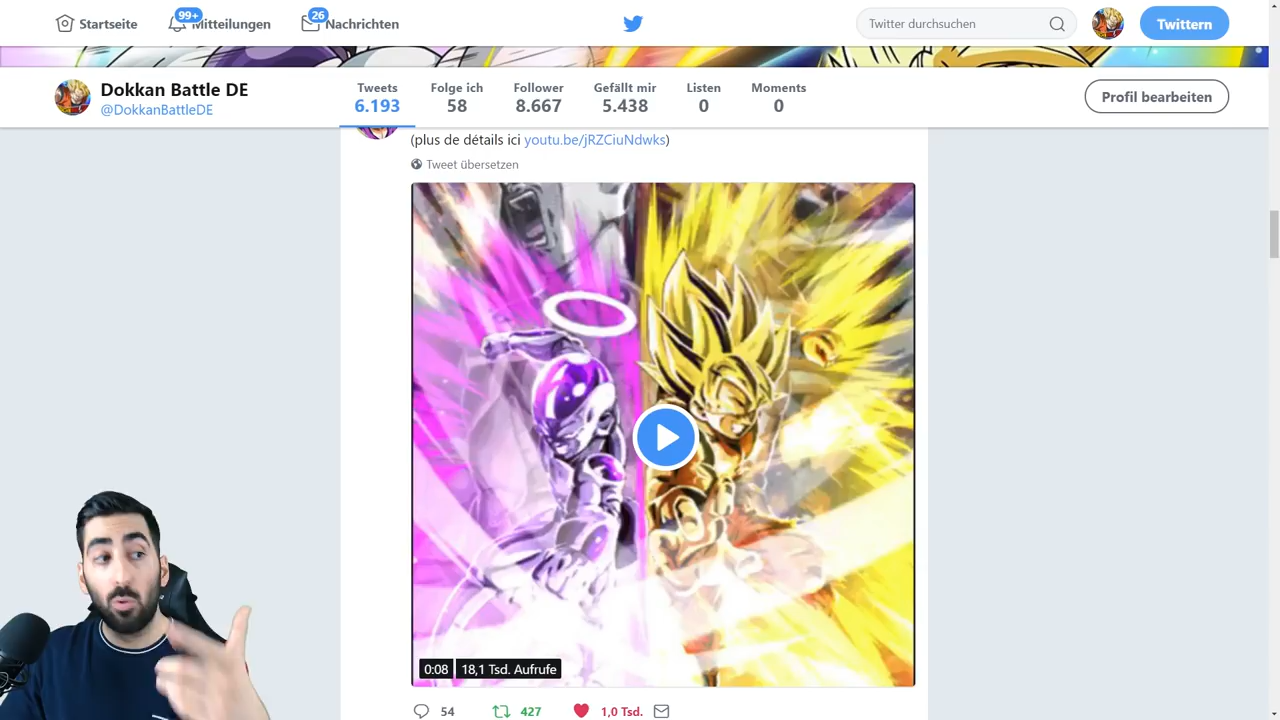 Startseite
99+
Mitteilungen
26
Nachrichten
Twitter durchsuchen
Twittern
Dokkan Battle DE
@DokkanBattleDE
Tweets
6.193
Folge ich
58
Follower
8.667
Gefällt mir
5.438
Listen
0
Moments
0
Profil bearbeiten
(plus de détails ici youtu.be/jRZCiuNdwks)
Tweet übersetzen
0:08 18,1 Tsd. Aufrufe
54 427 1,0 Tsd.